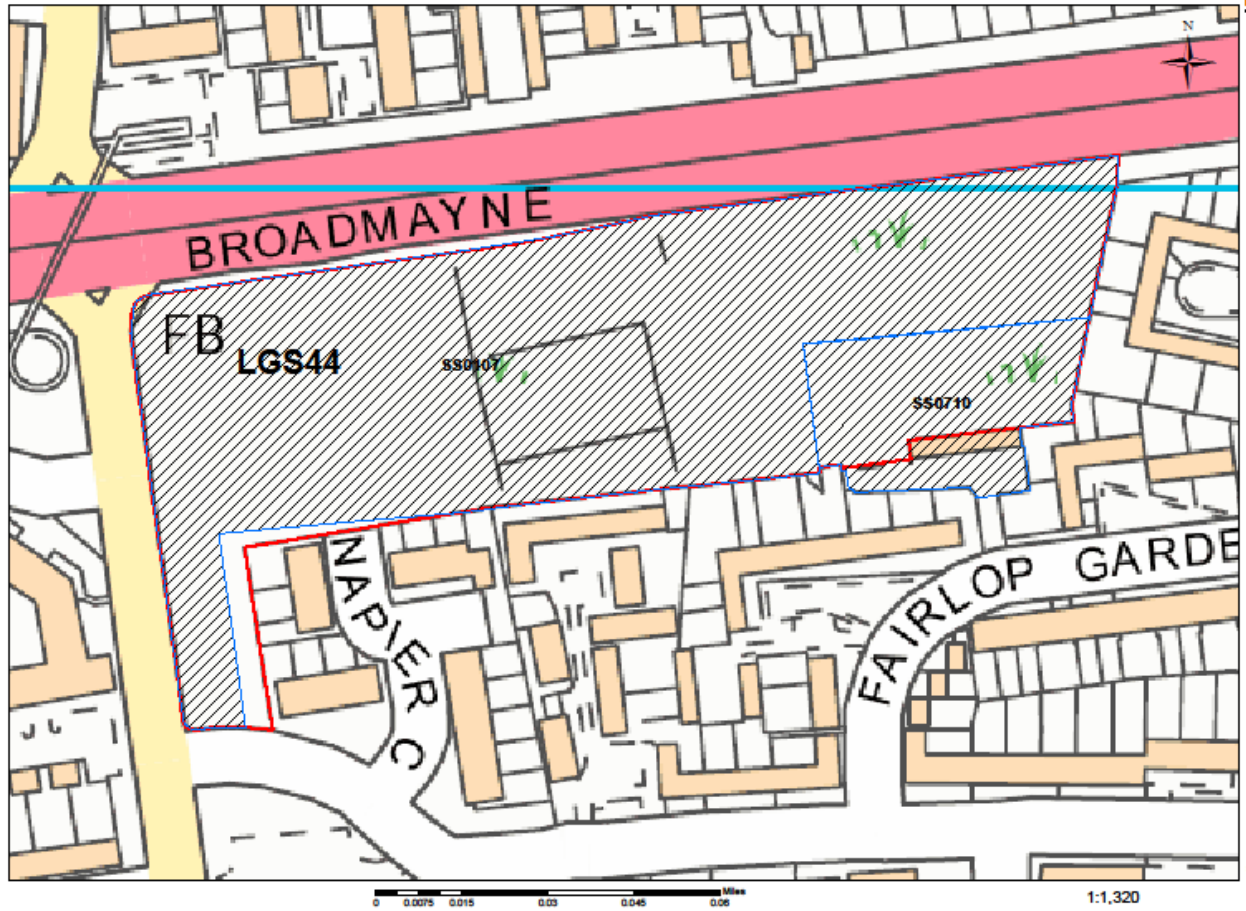 N
BROADMAYNE
FB
LGS44
SS0107
SS0710
NAPIER C
FAIRLOP GARDE
Miles
0 0.0075 0.015 0.03 0.045 0.06
1:1,320